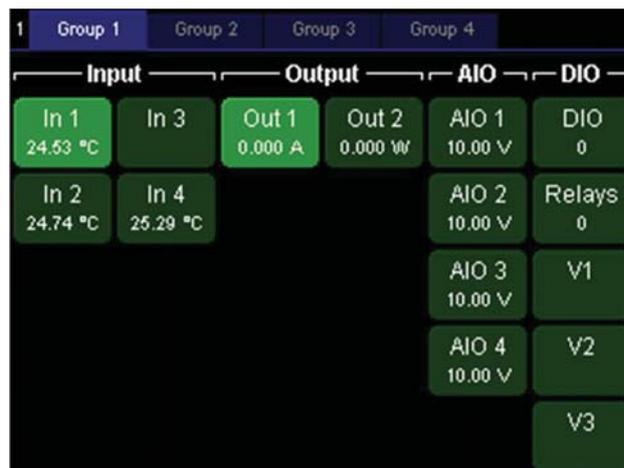 1 Group 1 Group 2 Group 3 Group 4
Input Output AIO DIO
In 1 In 3 Out 1 Out 2 AIO 1 DIO
24.53 °C 0.000 A 0.000 W 10.00 V 0
In 2 In 4 AIO 2 Relays
24.74 °C 25.29 °C 10.00 V 0
AIO 3 V1
10.00 V
AIO 4 V2
10.00 V
V3